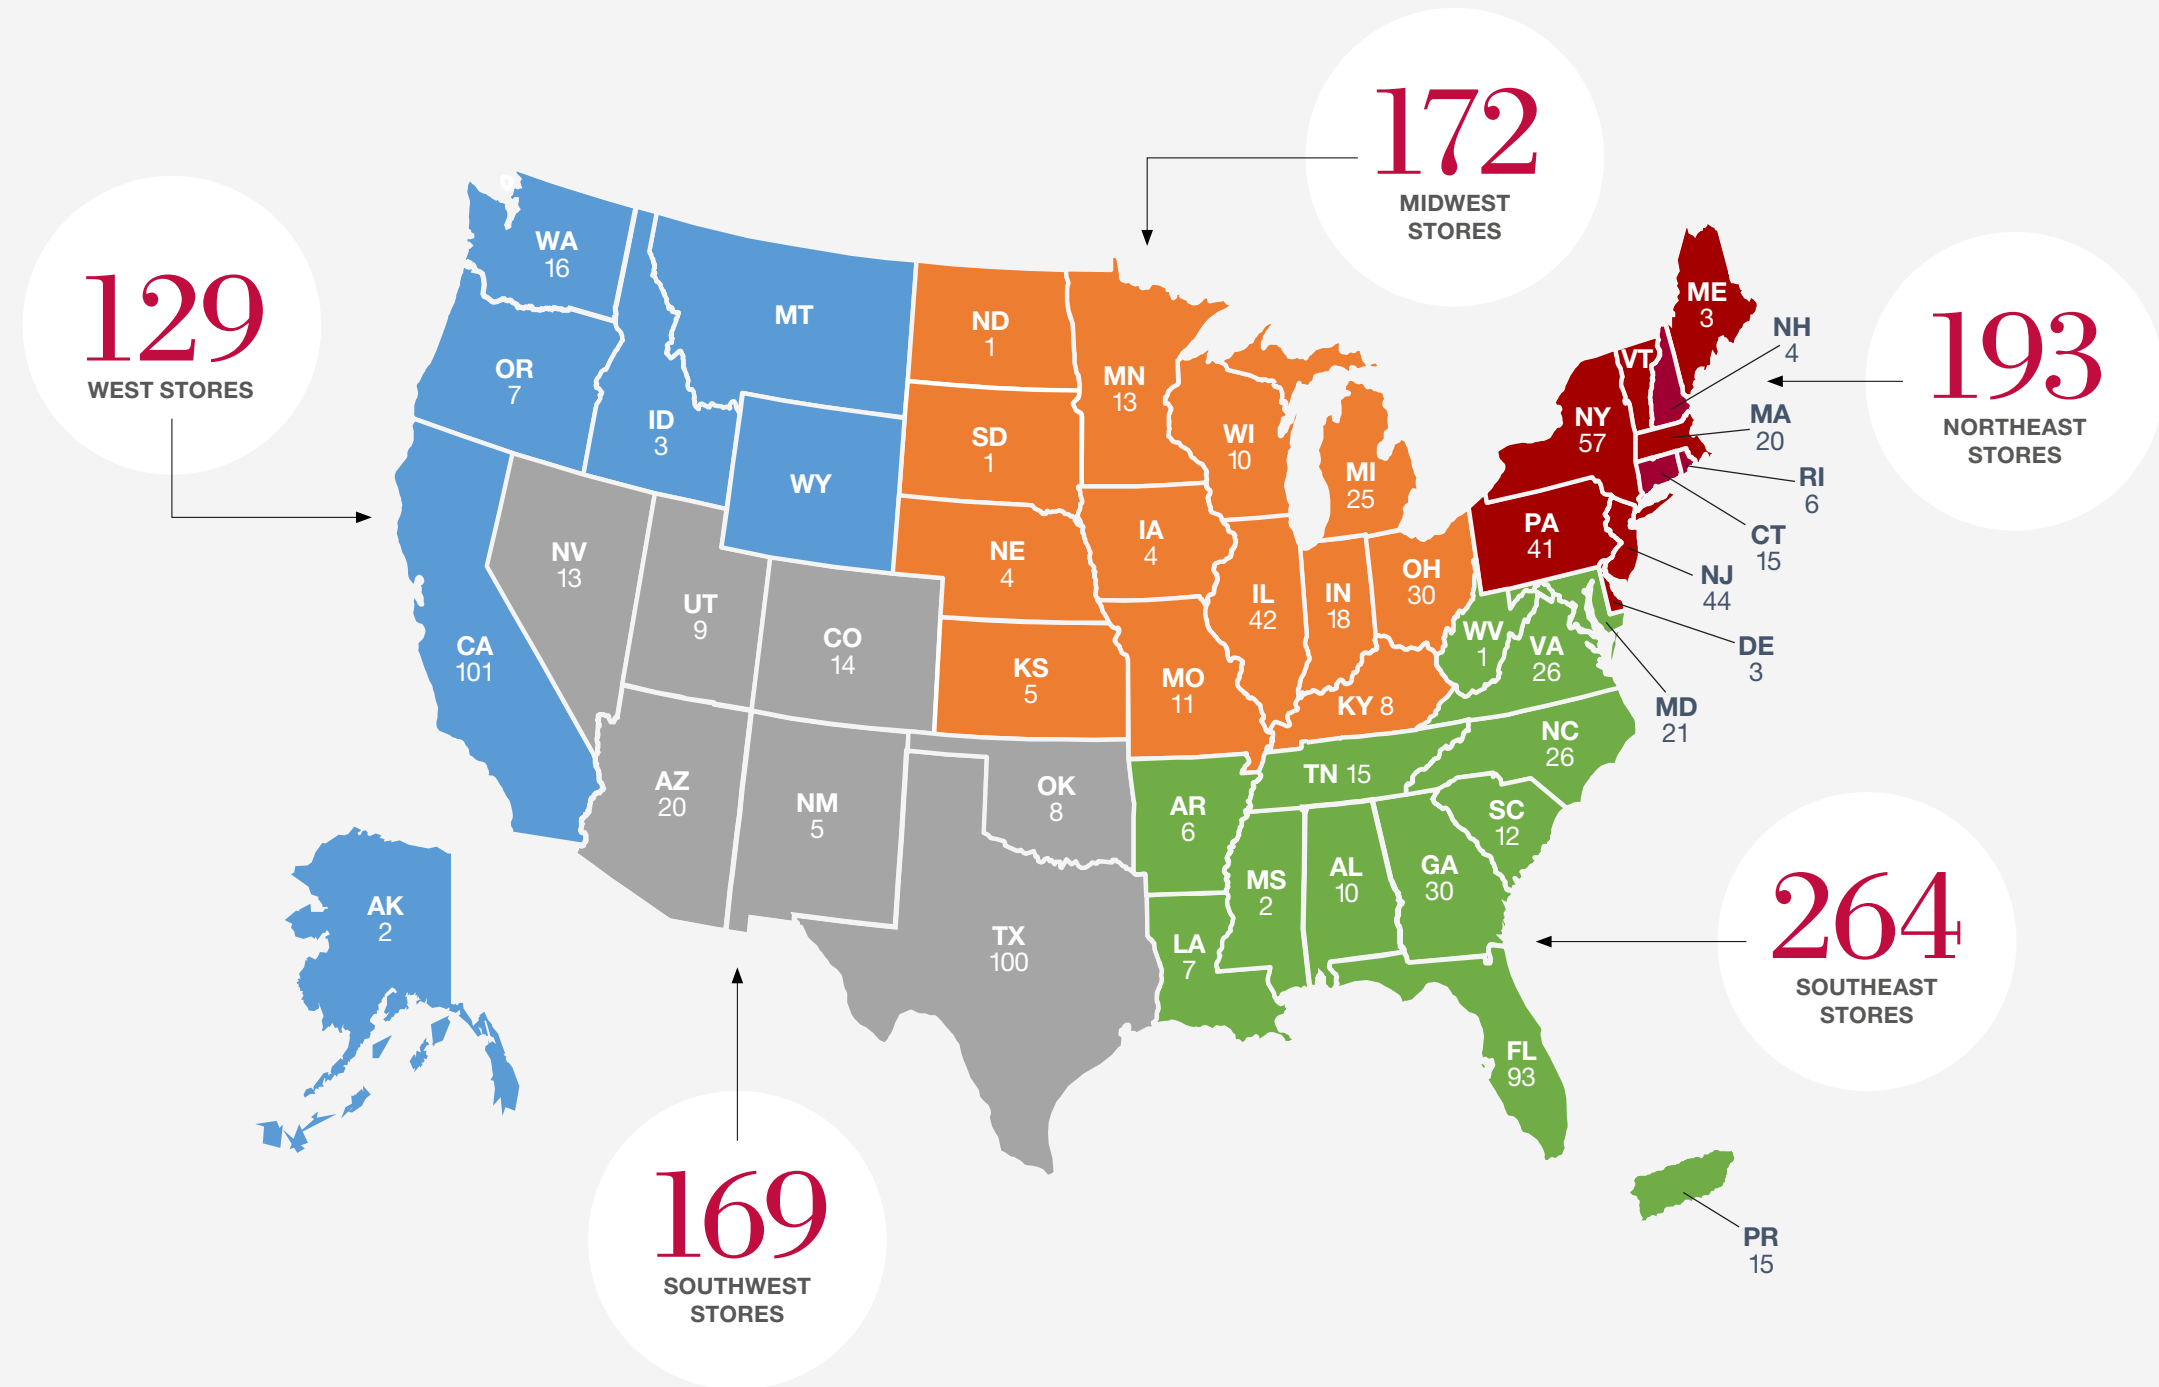 172
MIDWEST
STORES
129
WEST STORES
193
NORTHEAST
STORES
264
SOUTHEAST
STORES
169
SOUTHWEST
STORES
WA
16
OR
7
ID
3
MT
WY
CA
101
AK
2
NV
13
UT
9
CO
14
AZ
20
NM
5
OK
8
TX
100
ND
1
SD
1
NE
4
KS
5
MN
13
IA
4
MO
11
WI
10
IL
42
MI
25
IN
18
OH
30
KY 8
ME
3
NH
4
VT
MA
20
NY
57
RI
6
CT
15
PA
41
NJ
44
DE
3
MD
21
WV
1
VA
26
NC
26
TN 15
SC
12
AR
6
MS
2
AL
10
GA
30
LA
7
FL
93
PR
15